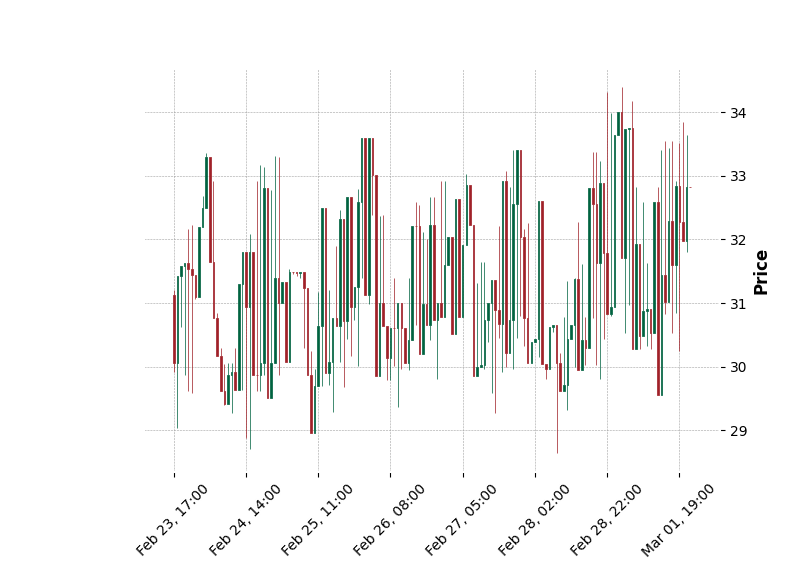 34
33
32
31
30
29
Price
Feb 23, 17:00
Feb 24, 14:00
Feb 25, 11:00
Feb 26, 08:00
Feb 27, 05:00
Feb 28, 02:00
Feb 28, 22:00
Mar 01, 19:00